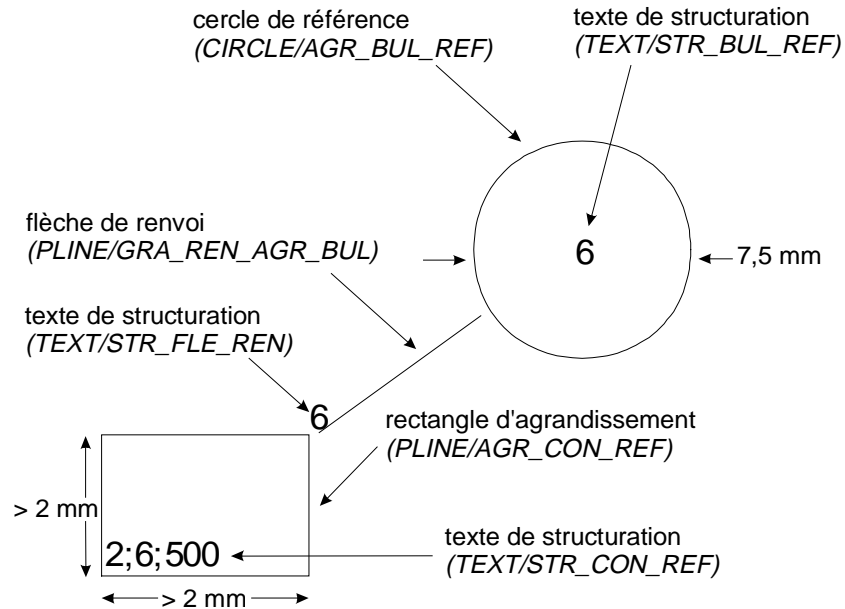 cercle de référence
(CIRCLE/AGR_BUL_REF)
texte de structuration
(TEXT/STR_BUL_REF)
flèche de renvoi
(PLINE/GRA_REN_AGR_BUL)
6
7,5 mm
texte de structuration
(TEXT/STR_FLE_REN)
6
rectangle d'agrandissement
(PLINE/AGR_CON_REF)
> 2 mm
2;6;500
texte de structuration
(TEXT/STR_CON_REF)
> 2 mm